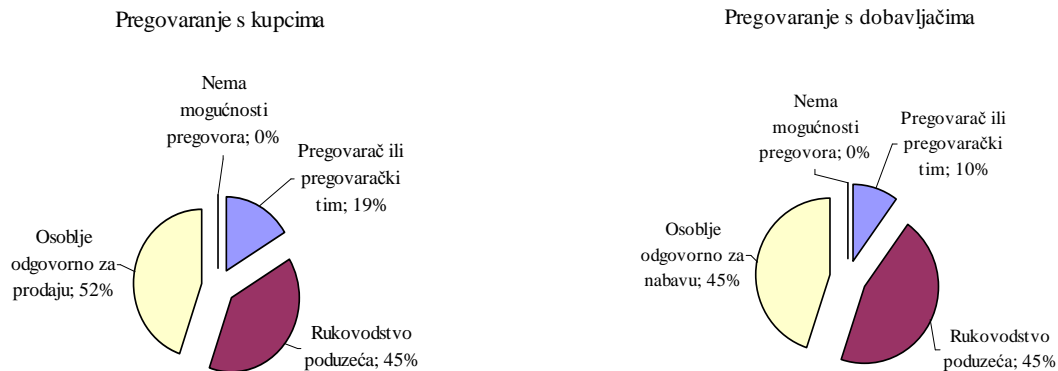 Pregovaranje s kupcima
Nema
mogućnosti
pregovora; 0%
Pregovarač ili
pregovarački
tim; 19%
Osoblje
odgovorno za
prodaju; 52%
Rukovodstvo
poduzeća; 45%
Pregovaranje s dobavljačima
Nema
mogućnosti
pregovora; 0%
Pregovarač ili
pregovarački
tim; 10%
Osoblje
odgovorno za
nabavu; 45%
Rukovodstvo
poduzeća; 45%